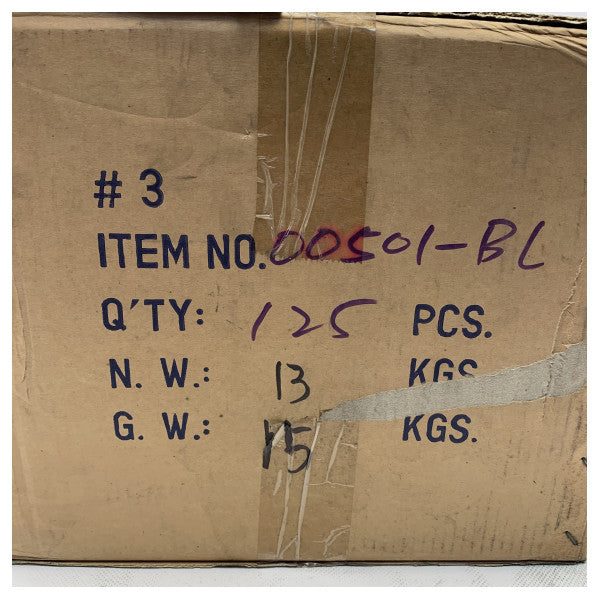 # 3
ITEM NO. 00501-BL
Q'TY: 125 PCS.
N. W.: 13 KGS
G. W.: 15 KGS.